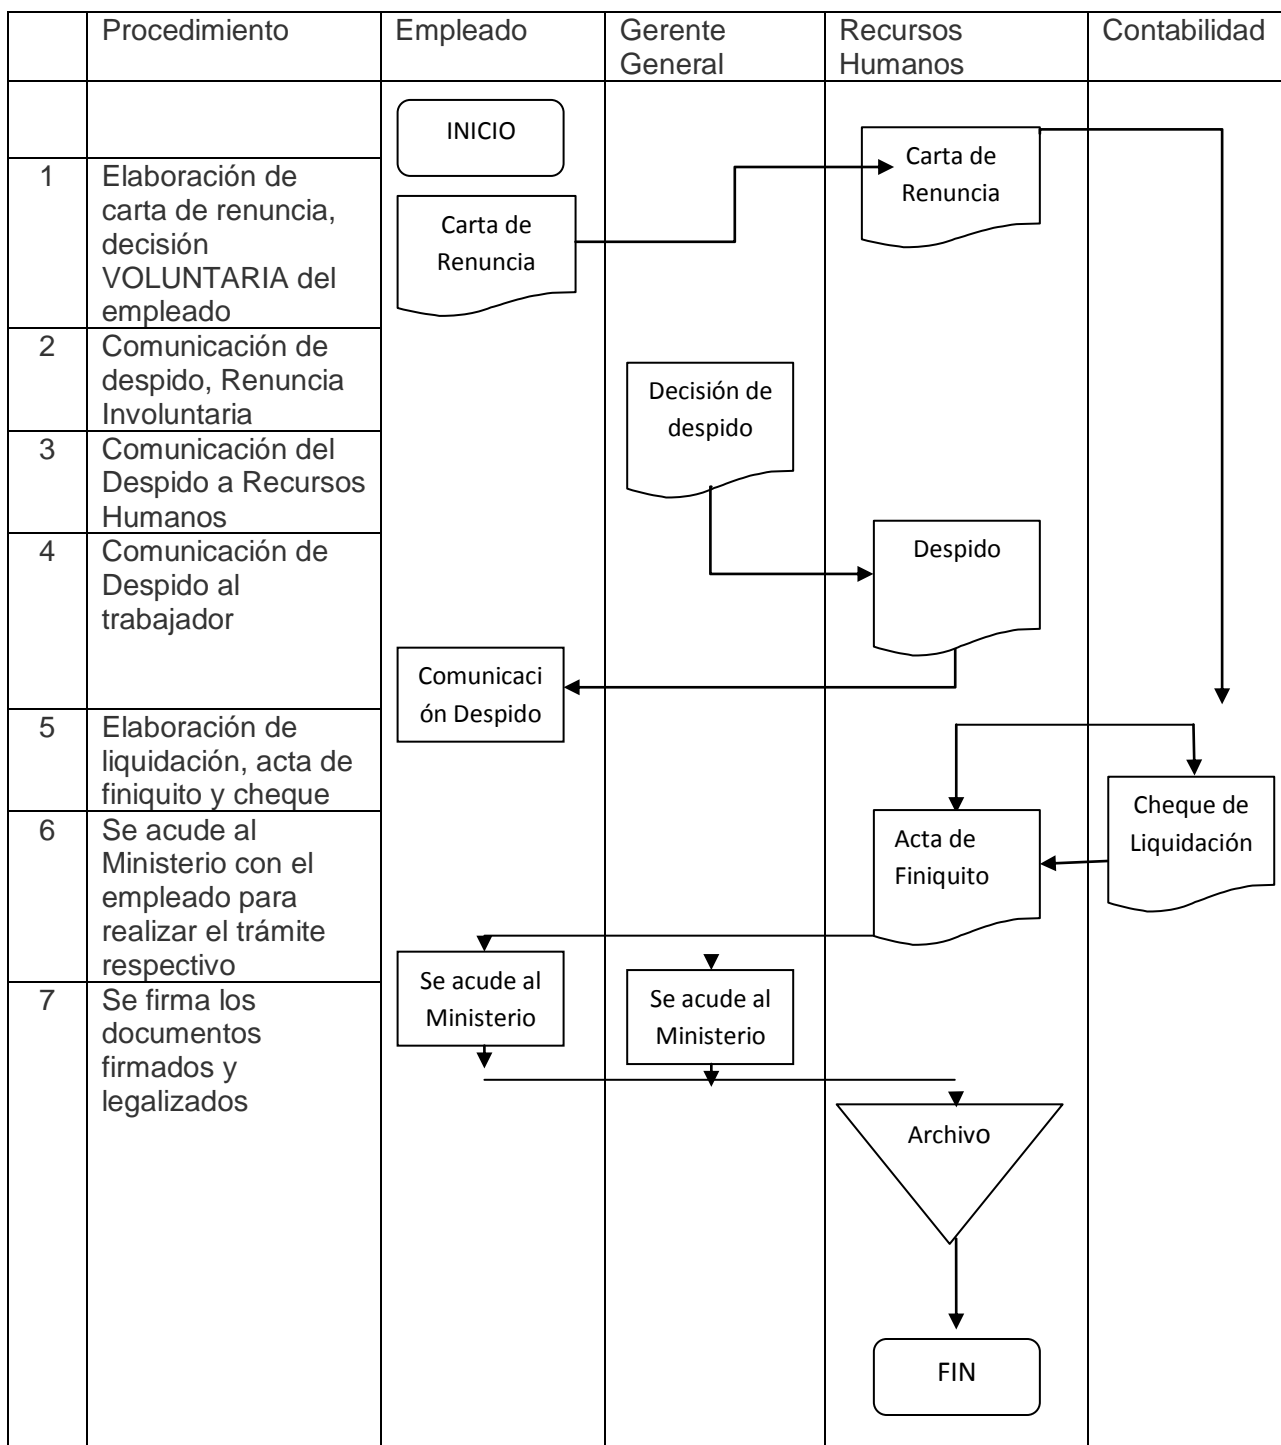 Procedimiento
Empleado
Gerente
General
Recursos
Humanos
Contabilidad
INICIO
1
Elaboración de
carta de renuncia,
decisión
VOLUNTARIA del
empleado
Carta de
Renuncia
Carta de
Renuncia
2
Comunicación de
despido, Renuncia
Involuntaria
Decisión de
despido
3
Comunicación del
Despido a Recursos
Humanos
4
Comunicación de
Despido al
trabajador
Despido
Comunicaci
ón Despido
5
Elaboración de
liquidación, acta de
finiquito y cheque
Cheque de
Liquidación
6
Se acude al
Ministerio con el
empleado para
realizar el trámite
respectivo
Acta de
Finiquito
Se acude al
Ministerio
Se acude al
Ministerio
7
Se firma los
documentos
firmados y
legalizados
Archivo
FIN